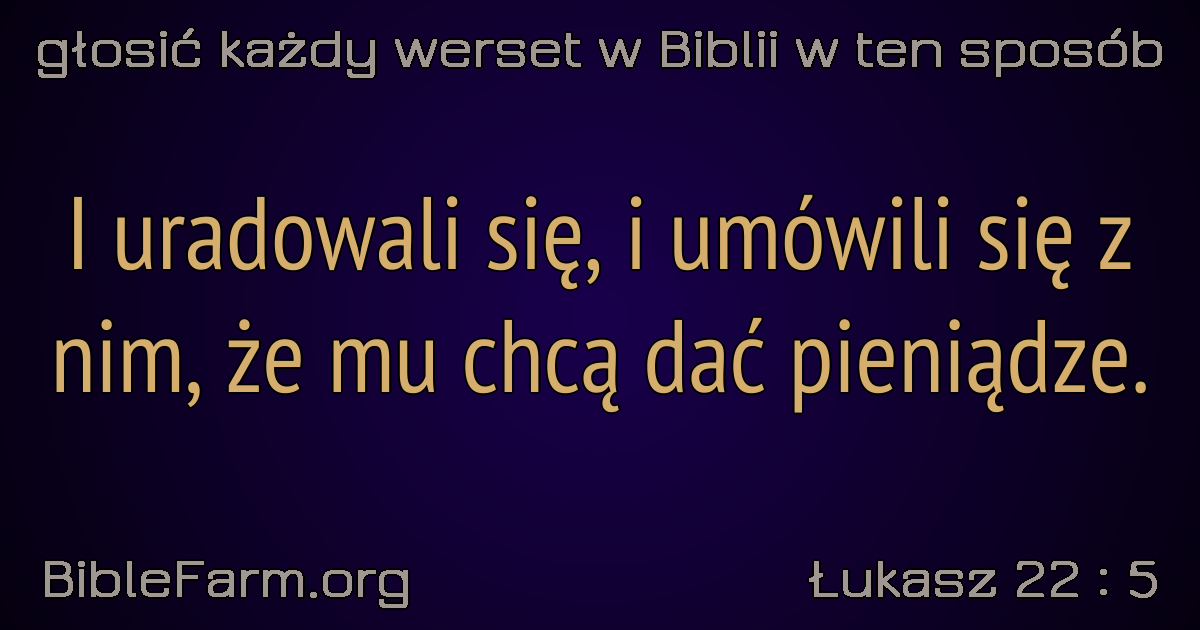 głosić każdy werset w Biblii w ten sposób
I uradowali się, i umówili się z
nim, że mu chcą dać pieniądze.
BibleFarm.org
Łukasz 22 : 5